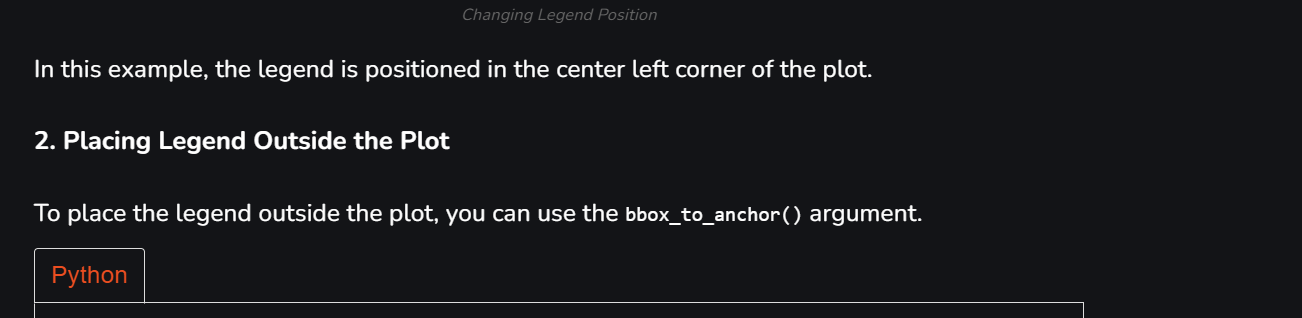 Changing Legend Position
In this example, the legend is positioned in the center left corner of the plot.
2. Placing Legend Outside the Plot
To place the legend outside the plot, you can use the bbox_to_anchor() argument.
Python